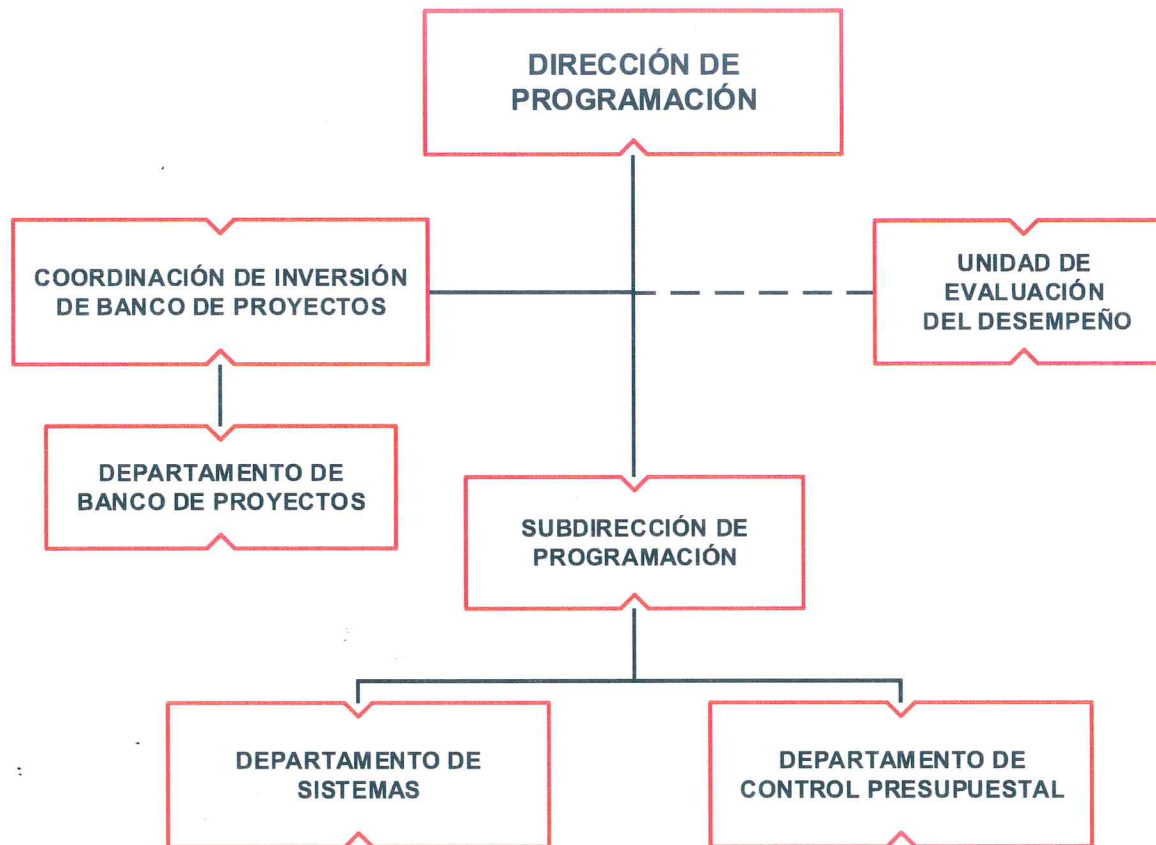 DIRECCIÓN DE
PROGRAMACIÓN
COORDINACIÓN DE INVERSIÓN
DE BANCO DE PROYECTOS
UNIDAD DE
EVALUACIÓN
DEL DESEMPEÑO
DEPARTAMENTO DE
BANCO DE PROYECTOS
SUBDIRECCIÓN DE
PROGRAMACIÓN
DEPARTAMENTO DE
SISTEMAS
DEPARTAMENTO DE
CONTROL PRESUPUESTAL